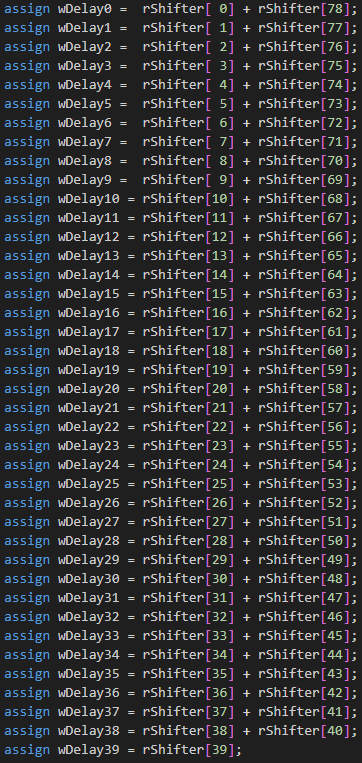 assign wDelay0 =  rShifter[ 0] + rShifter[78];
assign wDelay1 =  rShifter[ 1] + rShifter[77];
assign wDelay2 =  rShifter[ 2] + rShifter[76];
assign wDelay3 =  rShifter[ 3] + rShifter[75];
assign wDelay4 =  rShifter[ 4] + rShifter[74];
assign wDelay5 =  rShifter[ 5] + rShifter[73];
assign wDelay6 =  rShifter[ 6] + rShifter[72];
assign wDelay7 =  rShifter[ 7] + rShifter[71];
assign wDelay8 =  rShifter[ 8] + rShifter[70];
assign wDelay9 =  rShifter[ 9] + rShifter[69];
assign wDelay10 = rShifter[10] + rShifter[68];
assign wDelay11 = rShifter[11] + rShifter[67];
assign wDelay12 = rShifter[12] + rShifter[66];
assign wDelay13 = rShifter[13] + rShifter[65];
assign wDelay14 = rShifter[14] + rShifter[64];
assign wDelay15 = rShifter[15] + rShifter[63];
assign wDelay16 = rShifter[16] + rShifter[62];
assign wDelay17 = rShifter[17] + rShifter[61];
assign wDelay18 = rShifter[18] + rShifter[60];
assign wDelay19 = rShifter[19] + rShifter[59];
assign wDelay20 = rShifter[20] + rShifter[58];
assign wDelay21 = rShifter[21] + rShifter[57];
assign wDelay22 = rShifter[22] + rShifter[56];
assign wDelay23 = rShifter[23] + rShifter[55];
assign wDelay24 = rShifter[24] + rShifter[54];
assign wDelay25 = rShifter[25] + rShifter[53];
assign wDelay26 = rShifter[26] + rShifter[52];
assign wDelay27 = rShifter[27] + rShifter[51];
assign wDelay28 = rShifter[28] + rShifter[50];
assign wDelay29 = rShifter[29] + rShifter[49];
assign wDelay30 = rShifter[30] + rShifter[48];
assign wDelay31 = rShifter[31] + rShifter[47];
assign wDelay32 = rShifter[32] + rShifter[46];
assign wDelay33 = rShifter[33] + rShifter[45];
assign wDelay34 = rShifter[34] + rShifter[44];
assign wDelay35 = rShifter[35] + rShifter[43];
assign wDelay36 = rShifter[36] + rShifter[42];
assign wDelay37 = rShifter[37] + rShifter[41];
assign wDelay38 = rShifter[38] + rShifter[40];
assign wDelay39 = rShifter[39];